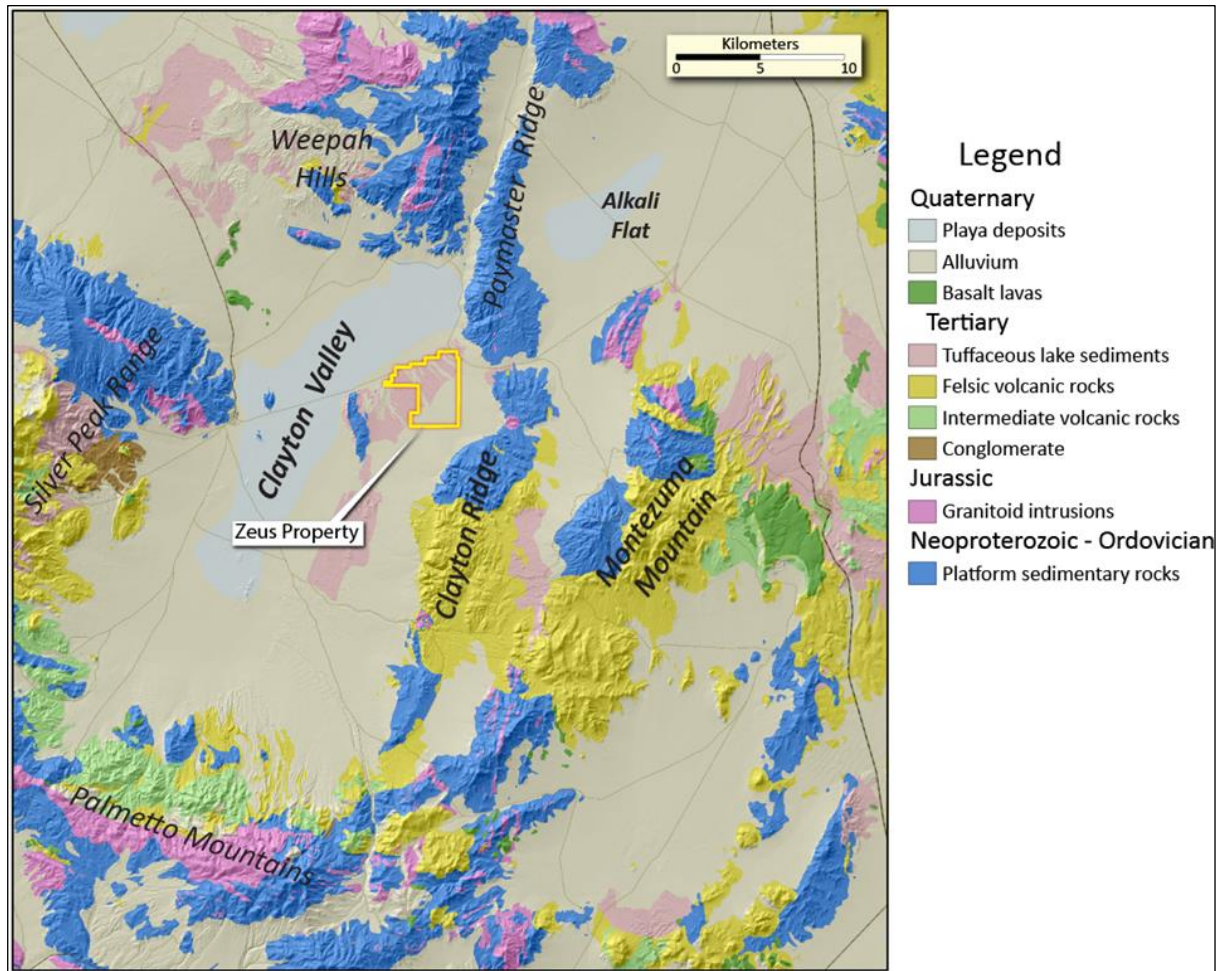 Kilometers
0 5 10
Weepah
Hills
Paymaster Ridge
Alkali
Flat
Silver Peak Range
Clayton Valley
Zeus Property
Clayton Ridge
Montezuma
Mountain
Palmetto Mountains
Legend
Quaternary
Playa deposits
Alluvium
Basalt lavas
Tertiary
Tuffaceous lake sediments
Felsic volcanic rocks
Intermediate volcanic rocks
Conglomerate
Jurassic
Granitoid intrusions
Neoproterozoic - Ordovician
Platform sedimentary rocks